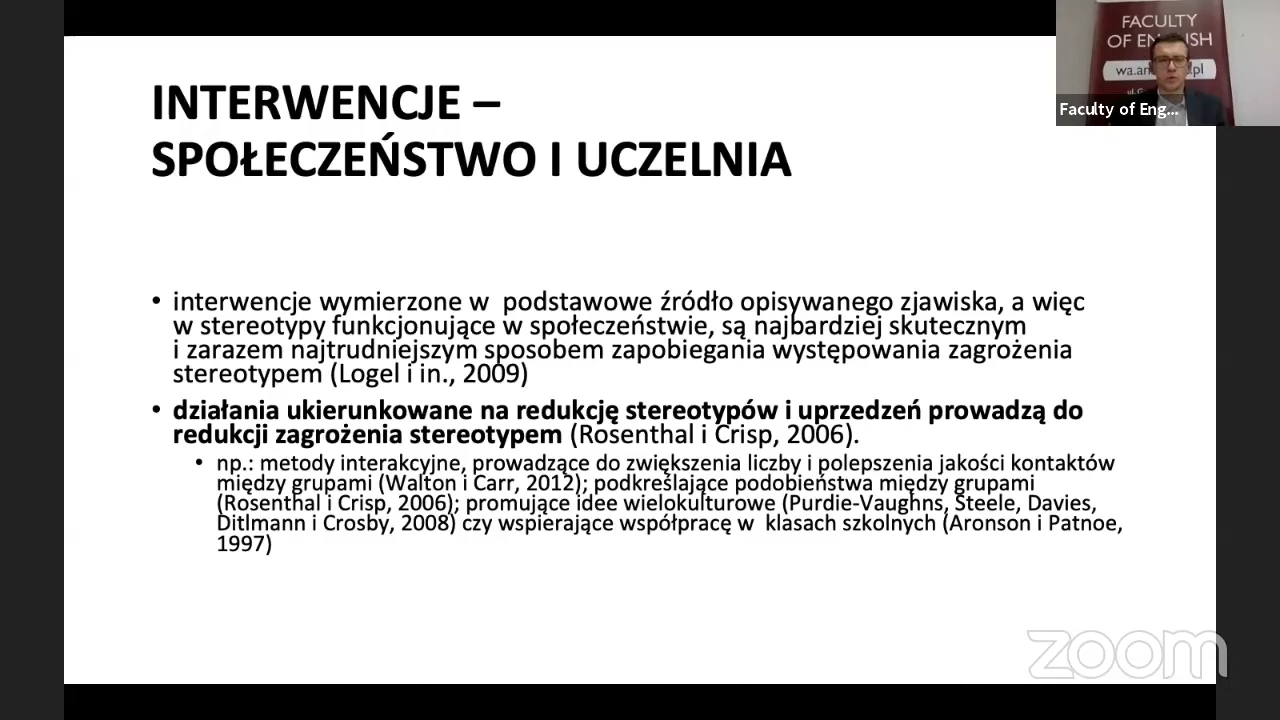 INTERWENCJE –
SPOŁECZEŃSTWO I UCZELNIA
• interwencje wymierzone w podstawowe źródło opisywanego zjawiska, a więc
w stereotypy funkcjonujące w społeczeństwie, są najbardziej skutecznym
i zarazem najtrudniejszym sposobem zapobiegania występowania zagrożenia
stereotypem (Logel i in., 2009)
• działania ukierunkowane na redukcję stereotypów i uprzedzeń prowadzą do
redukcji zagrożenia stereotypem (Rosenthal i Crisp, 2006).
• np.: metody interakcyjne, prowadzące do zwiększenia liczby i polepszenia jakości kontaktów
między grupami (Walton i Carr, 2012); podkreślające podobieństwa między grupami
(Rosenthal i Crisp, 2006); promujące idee wielokulturowe (Purdie-Vaughns, Steele, Davies,
Ditlmann i Crosby, 2008) czy wspierające współpracę w klasach szkolnych (Aronson i Patnoe,
1997)
FACULTY
OF
Faculty of Eng...
zoom